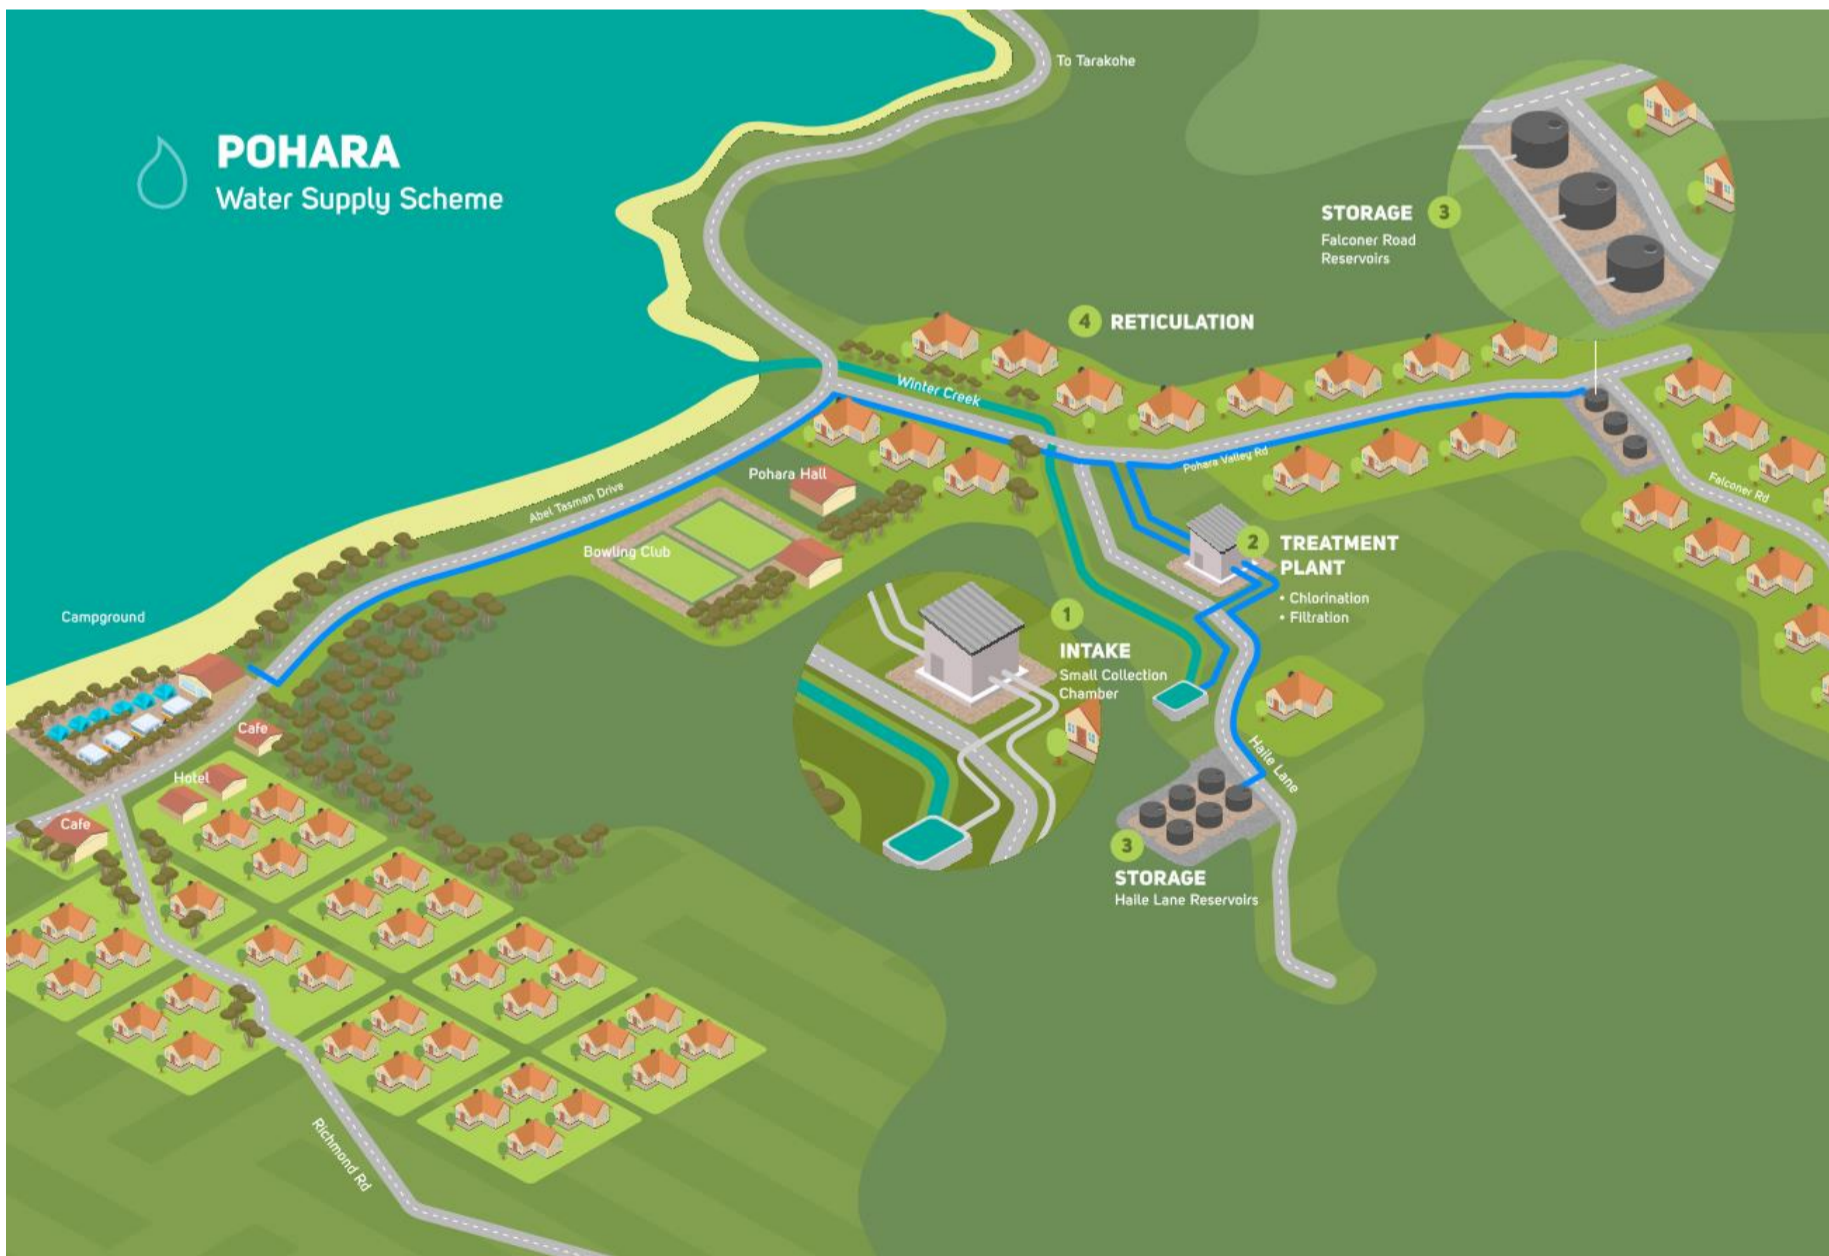 POHARA
Water Supply Scheme
To Tarakohe
STORAGE 3
Falconer Road
Reservoirs
4 RETICULATION
Winter Creek
Pohara Valley Rd
Falconer Rd
Pohara Hall
Abel Tasman Drive
Bowling Club
2 TREATMENT
PLANT
• Chlorination
• Filtration
1
INTAKE
Small Collection
Chamber
Campground
Cafe
Hotel
Cafe
Haile Lane
3
STORAGE
Haile Lane Reservoirs
Richmond Rd